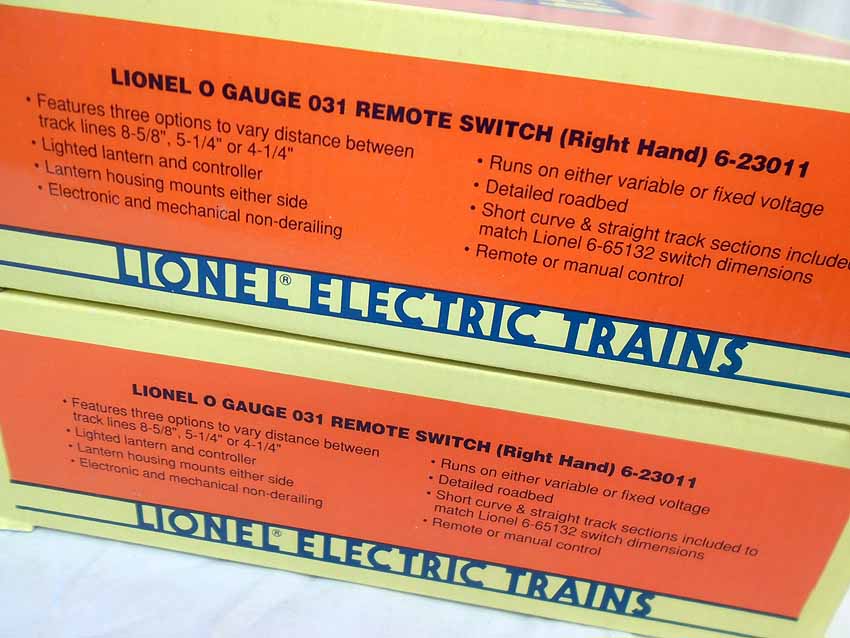 LIONEL O GAUGE 031 REMOTE SWITCH (Right Hand) 6-23011
• Features three options to vary distance between
track lines 8-5/8", 5-1/4" or 4-1/4"
• Lighted lantern and controller
• Lantern housing mounts either side
• Electronic and mechanical non-derailing
• Runs on either variable or fixed voltage
• Detailed roadbed
• Short curve & straight track sections include
match Lionel 6-65132 switch dimensions
• Remote or manual control
LIONEL® ELECTRIC TRAINS
LIONEL O GAUGE 031 REMOTE SWITCH (Right Hand) 6-23011
• Features three options to vary distance between
track lines 8-5/8", 5-1/4" or 4-1/4"
• Lighted lantern and controller
• Lantern housing mounts either side
• Electronic and mechanical non-derailing
• Runs on either variable or fixed voltage
• Detailed roadbed
• Short curve & straight track sections included to
match Lionel 6-65132 switch dimensions
• Remote or manual control
LIONEL® ELECTRIC TRAINS